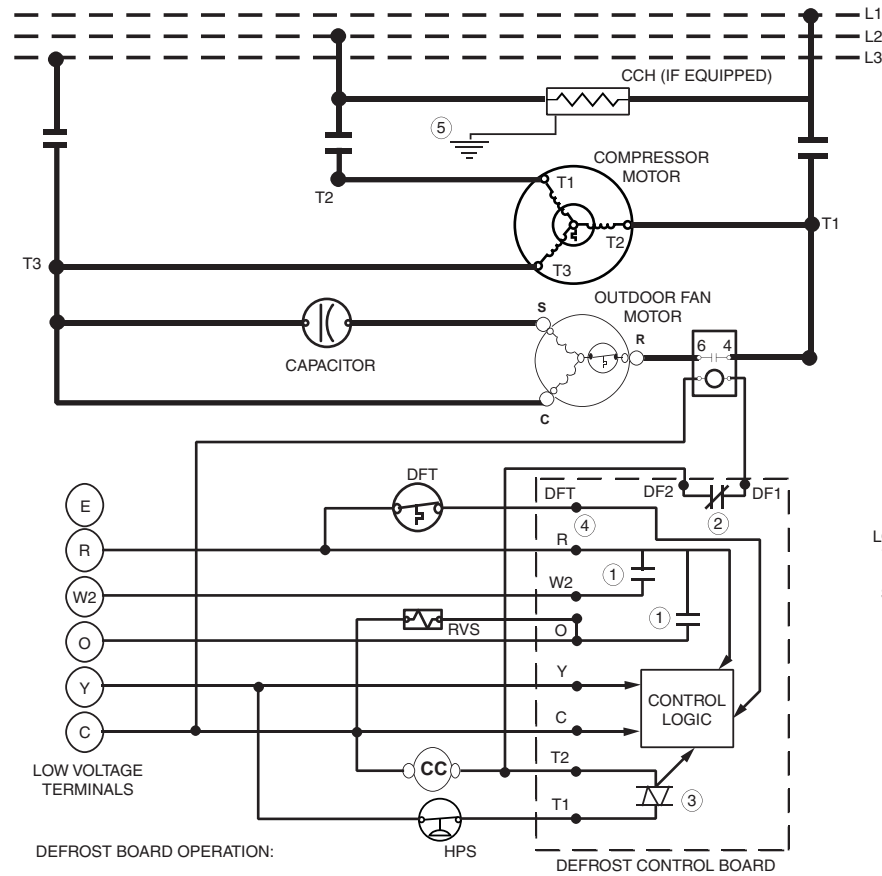 L1
L2
L3
CCH (IF EQUIPPED)
5
COMPRESSOR
MOTOR
T1
T2
T2
T1
T3
T3
OUTDOOR FAN
MOTOR
S
R
6 4
CAPACITOR
C
DFT
E
DFT
DF2
DF1
4
2
R
R
1
W2
W2
1
RVS
O
O
Y
Y
CONTROL
LOGIC
C
C
CC
T2
LOW VOLTAGE
TERMINALS
3
T1
HPS
DEFROST BOARD OPERATION:
DEFROST CONTROL BOARD